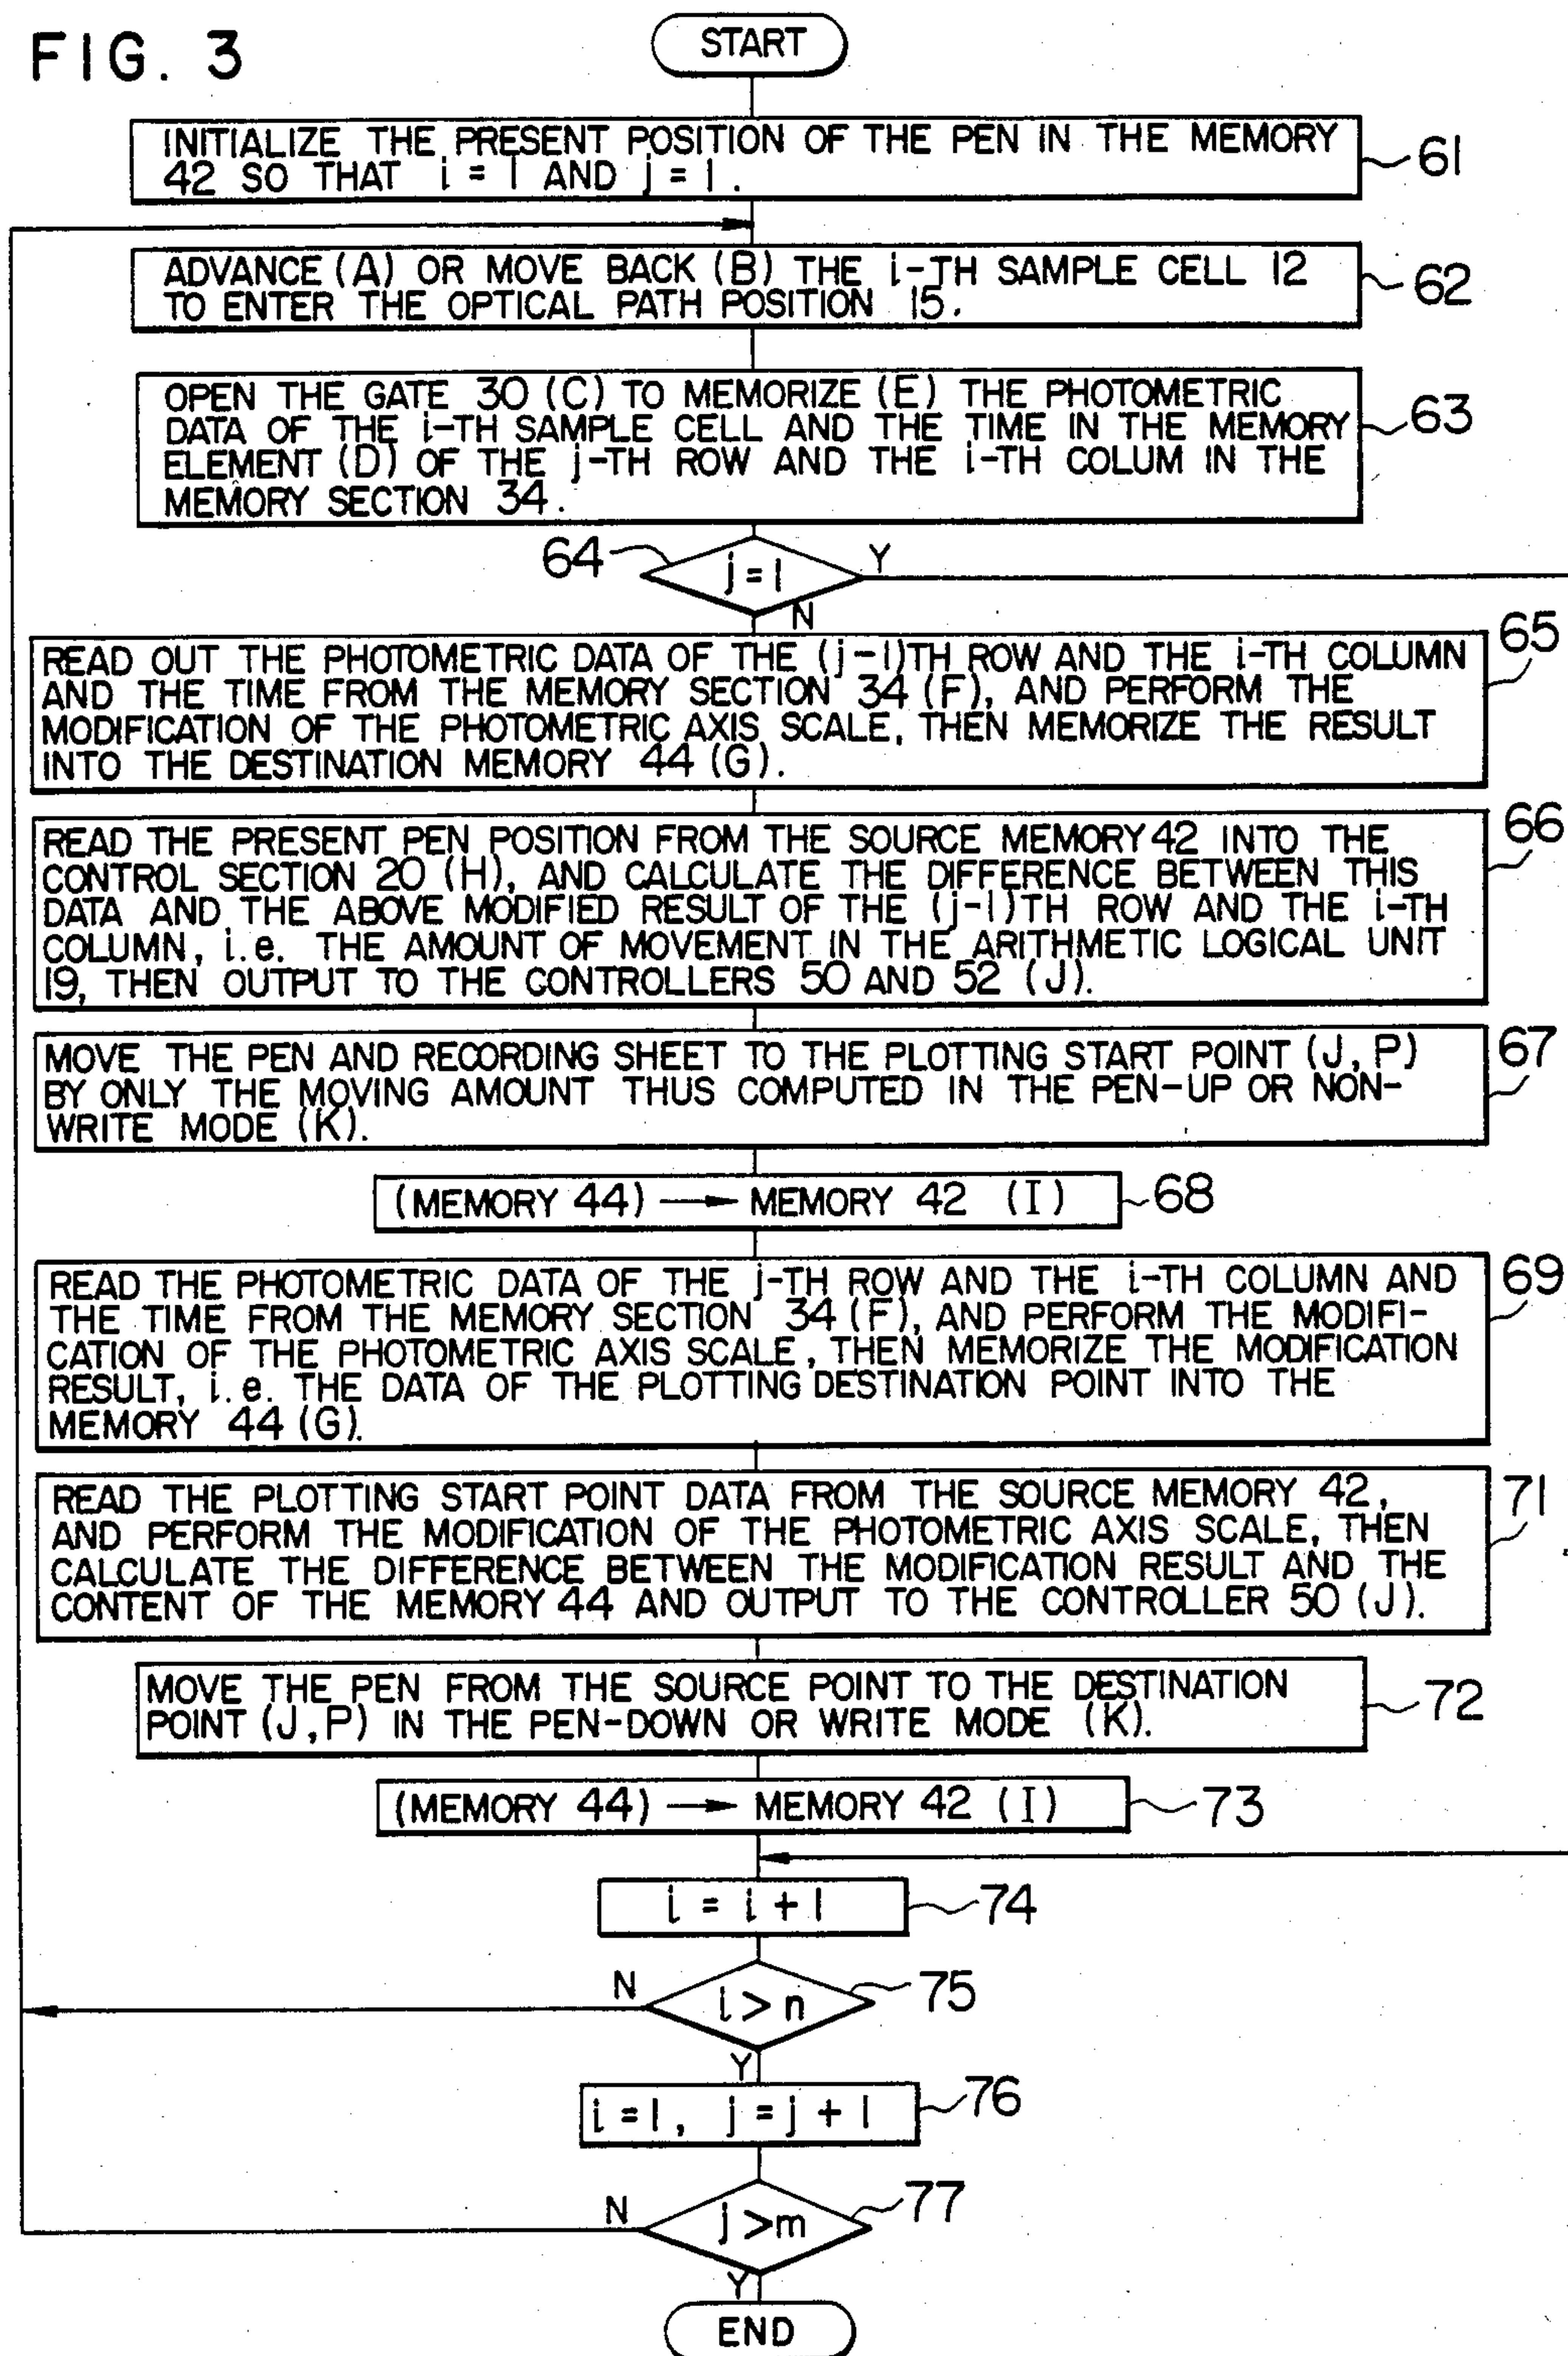 FIG. 3
START
INITIALIZE THE PRESENT POSITION OF THE PEN IN THE MEMORY
42 SO THAT i = 1 AND j = 1.
61
ADVANCE (A) OR MOVE BACK (B) THE i-TH SAMPLE CELL 12
TO ENTER THE OPTICAL PATH POSITION 15.
62
OPEN THE GATE 30 (C) TO MEMORIZE (E) THE PHOTOMETRIC
DATA OF THE i-TH SAMPLE CELL AND THE TIME IN THE MEMORY
ELEMENT (D) OF THE j-TH ROW AND THE i-TH COLUM IN THE
MEMORY SECTION 34.
63
64
j = 1
Y
N
READ OUT THE PHOTOMETRIC DATA OF THE (j-1)TH ROW AND THE i-TH COLUMN
AND THE TIME FROM THE MEMORY SECTION 34 (F), AND PERFORM THE
MODIFICATION OF THE PHOTOMETRIC AXIS SCALE, THEN MEMORIZE THE RESULT
INTO THE DESTINATION MEMORY 44 (G).
65
READ THE PRESENT PEN POSITION FROM THE SOURCE MEMORY 42 INTO THE
CONTROL SECTION 20 (H), AND CALCULATE THE DIFFERENCE BETWEEN THIS
DATA AND THE ABOVE MODIFIED RESULT OF THE (j-1)TH ROW AND THE i-TH
COLUMN, i.e. THE AMOUNT OF MOVEMENT IN THE ARITHMETIC LOGICAL UNIT
19, THEN OUTPUT TO THE CONTROLLERS 50 AND 52 (J).
66
MOVE THE PEN AND RECORDING SHEET TO THE PLOTTING START POINT (J, P)
BY ONLY THE MOVING AMOUNT THUS COMPUTED IN THE PEN-UP OR NON-
WRITE MODE (K).
67
(MEMORY 44) → MEMORY 42 (I)
68
READ THE PHOTOMETRIC DATA OF THE j-TH ROW AND THE i-TH COLUMN AND
THE TIME FROM THE MEMORY SECTION 34 (F), AND PERFORM THE MODIFI-
CATION OF THE PHOTOMETRIC AXIS SCALE, THEN MEMORIZE THE MODIFICATION
RESULT, i.e. THE DATA OF THE PLOTTING DESTINATION POINT INTO THE
MEMORY 44 (G).
69
READ THE PLOTTING START POINT DATA FROM THE SOURCE MEMORY 42,
AND PERFORM THE MODIFICATION OF THE PHOTOMETRIC AXIS SCALE, THEN
CALCULATE THE DIFFERENCE BETWEEN THE MODIFICATION RESULT AND THE
CONTENT OF THE MEMORY 44 AND OUTPUT TO THE CONTROLLER 50 (J).
71
MOVE THE PEN FROM THE SOURCE POINT TO THE DESTINATION
POINT (J, P) IN THE PEN-DOWN OR WRITE MODE (K).
72
(MEMORY 44) → MEMORY 42 (I)
73
i = i + 1
74
N
i > n
75
Y
i = 1, j = j + 1
76
N
j > m
77
Y
END